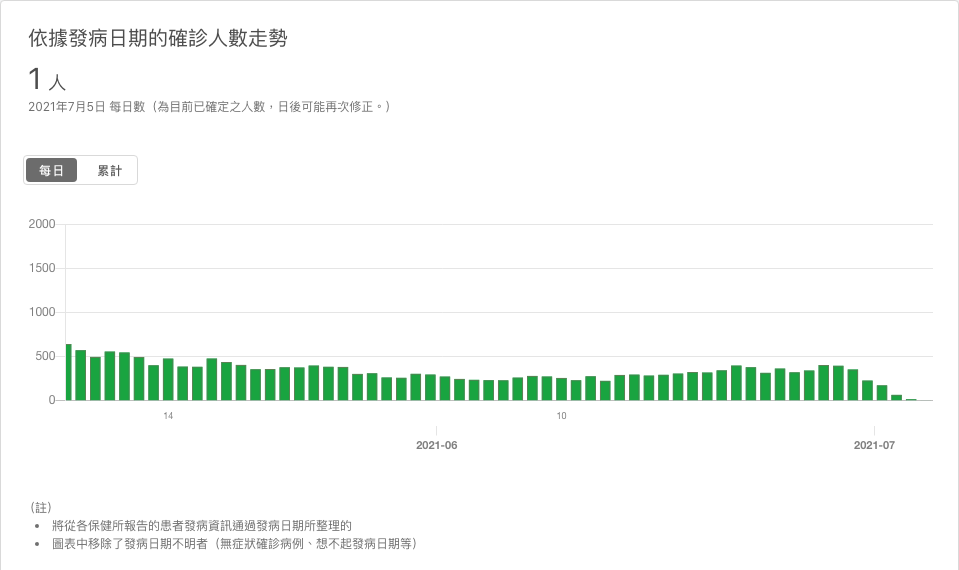 依據發病日期的確診人數走勢
1 人
2021年7月5日 每日數（為目前已確定之人數，日後可能再次修正。）
每日 累計
2000
1500
1000
500
0
14 10
2021-06 2021-07
（註）
• 將從各保健所報告的患者發病資訊通過發病日期所整理的
• 圖表中移除了發病日期不明者（無症狀確診病例、想不起發病日期等）